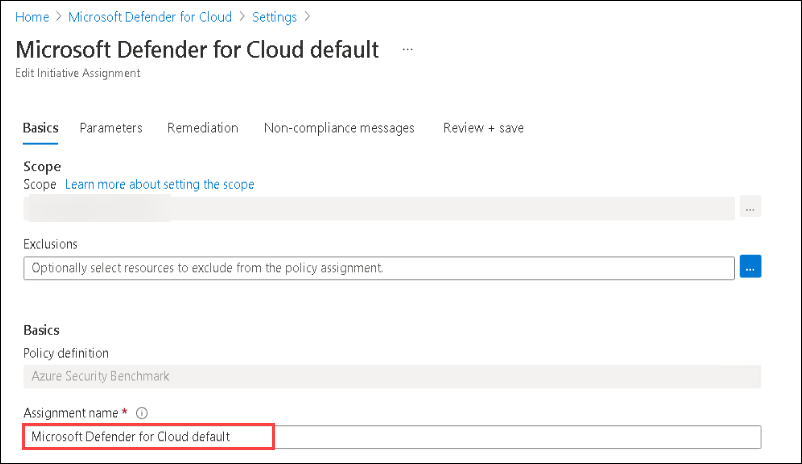 Home > Microsoft Defender for Cloud > Settings >
Microsoft Defender for Cloud default ...
Edit Initiative Assignment
Basics Parameters Remediation Non-compliance messages Review + save
Scope
Scope Learn more about setting the scope
...
Exclusions
Optionally select resources to exclude from the policy assignment.
...
Basics
Policy definition
Azure Security Benchmark
Assignment name *
Microsoft Defender for Cloud default